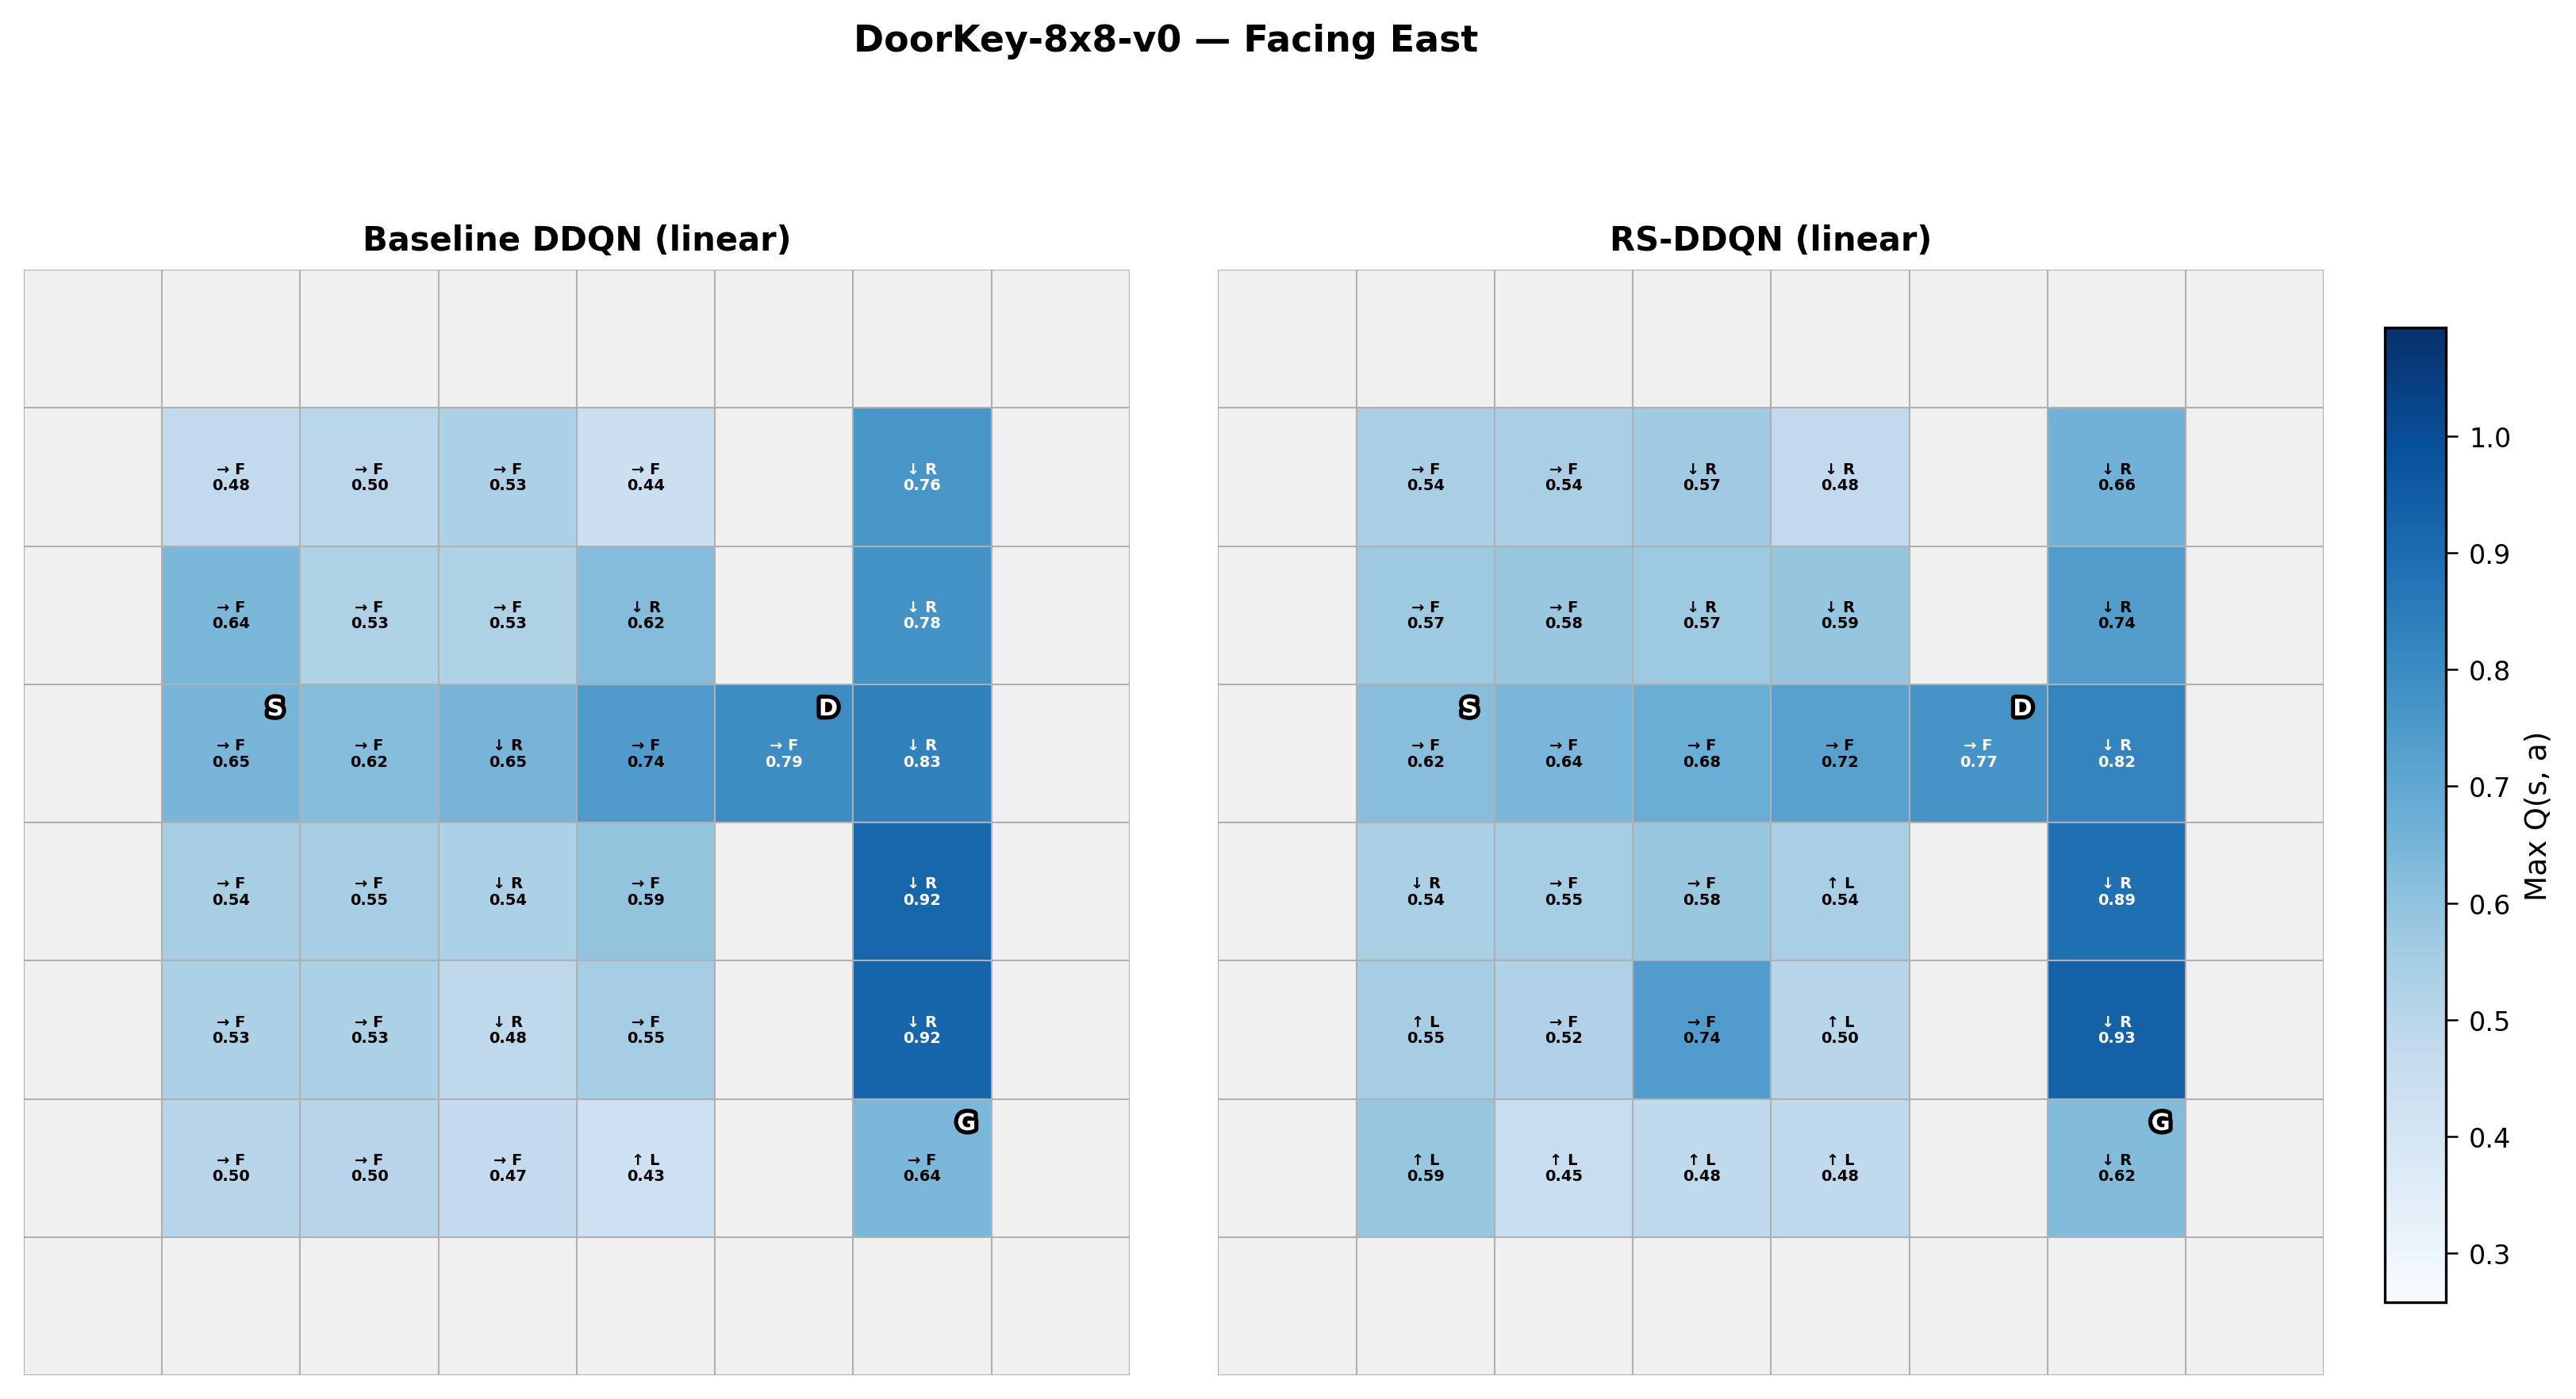 DoorKey-8x8-v0 — Facing East
Baseline DDQN (linear)
→ F → F → F → F ↓ R
0.48 0.50 0.53 0.44 0.76
→ F → F → F ↓ R ↓ R
0.64 0.53 0.53 0.62 0.78
S D
→ F → F ↓ R → F → F ↓ R
0.65 0.62 0.65 0.74 0.79 0.83
→ F → F ↓ R → F ↓ R
0.54 0.55 0.54 0.59 0.92
→ F → F ↓ R → F ↓ R
0.53 0.53 0.48 0.55 0.92
G
→ F → F → F ↑ L → F
0.50 0.50 0.47 0.43 0.64
RS-DDQN (linear)
→ F → F ↓ R ↓ R ↓ R
0.54 0.54 0.57 0.48 0.66
→ F → F ↓ R ↓ R ↓ R
0.57 0.58 0.57 0.59 0.74
S D
→ F → F → F → F → F ↓ R
0.62 0.64 0.68 0.72 0.77 0.82
↓ R → F → F ↑ L ↓ R
0.54 0.55 0.58 0.54 0.89
↑ L → F → F ↑ L ↓ R
0.55 0.52 0.74 0.50 0.93
G
↑ L ↑ L ↑ L ↑ L ↓ R
0.59 0.45 0.48 0.48 0.62
1.0
0.9
0.8
0.7
0.6
0.5
0.4
0.3
Max Q(s, a)